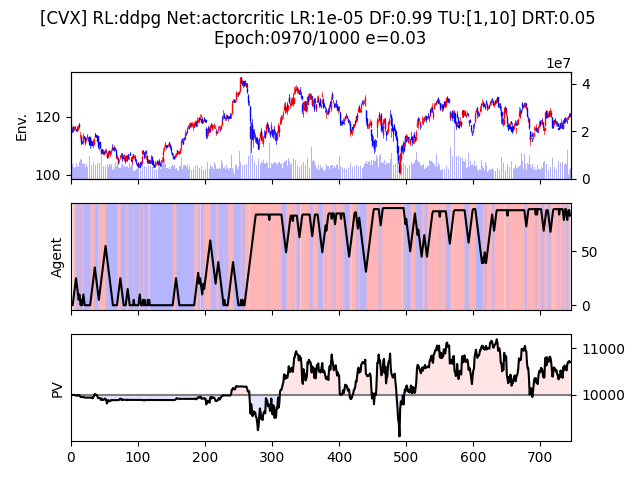 [CVX] RL:ddpg Net:actorcritic LR:1e-05 DF:0.99 TU:[1,10] DRT:0.05
Epoch:0970/1000 e=0.03
1e7
Env.
120
100
4
2
0
Agent
50
0
PV
11000
10000
0 100 200 300 400 500 600 700